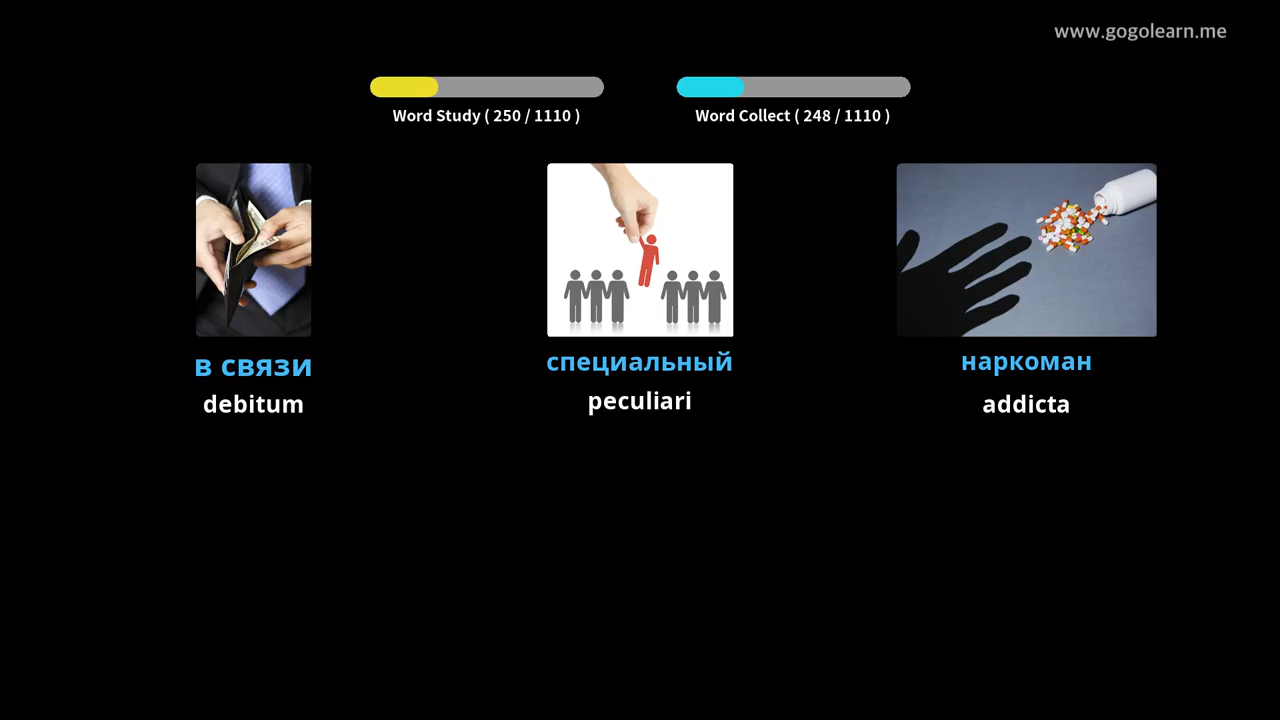 www.gogolearn.me
Word Study ( 250 / 1110 )
Word Collect ( 248 / 1110 )
в связи
debitum
специальный
peculiari
наркоман
addicta